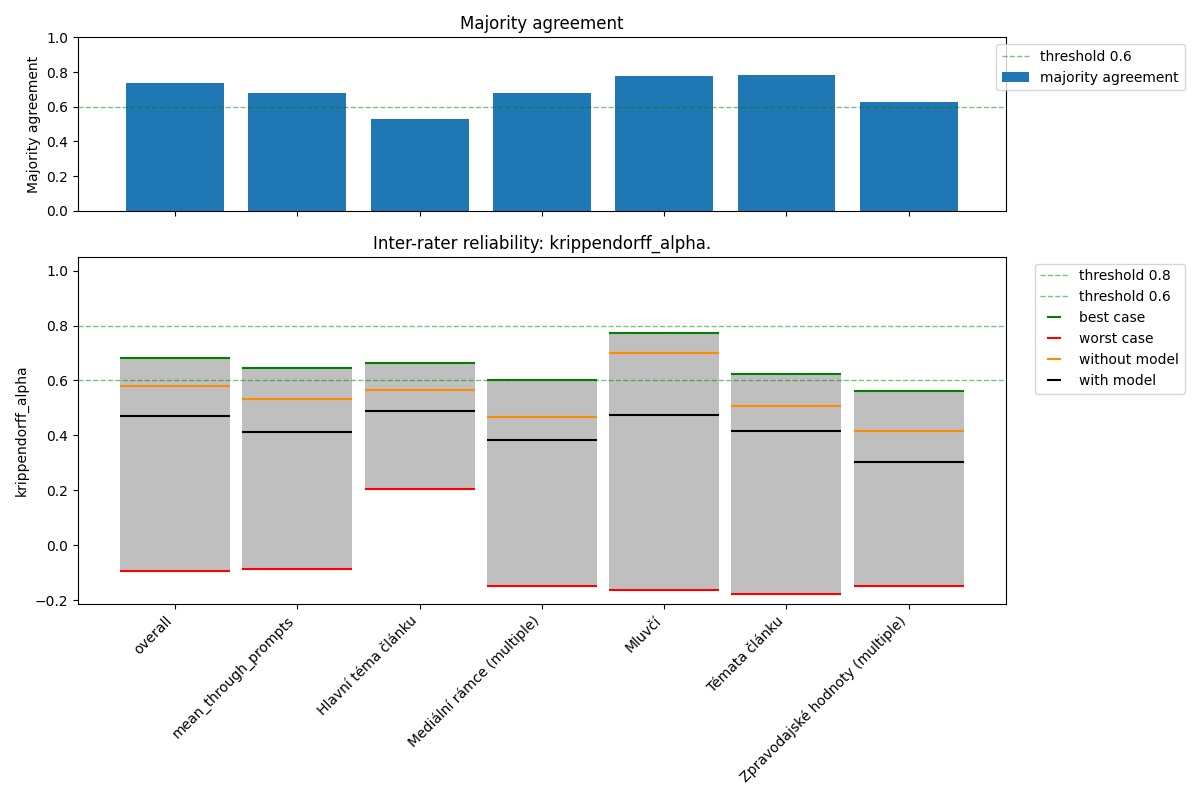 Majority agreement
Majority agreement
1.0
0.8
0.6
0.4
0.2
0.0
threshold 0.6
majority agreement
Inter-rater reliability: krippendorff_alpha.
krippendorff_alpha
1.0
0.8
0.6
0.4
0.2
0.0
−0.2
threshold 0.8
threshold 0.6
best case
worst case
without model
with model
overall
mean_through_prompts
Hlavní téma článku
Mediální rámce (multiple)
Mluvčí
Témata článku
Zpravodajské hodnoty (multiple)